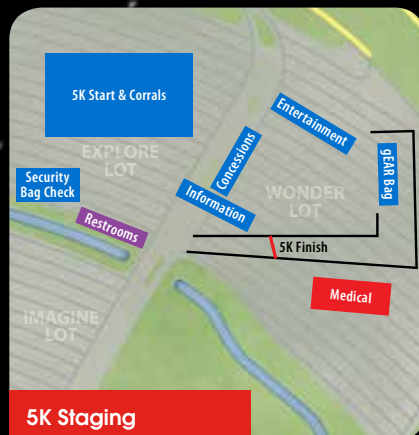 5K Start & Corrals
Entertainment
EXPLORE
LOT
Concessions
gEAR Bag
Security
Bag Check
WONDER
LOT
Information
Restrooms
5K Finish
Medical
IMAGINE
LOT
5K Staging